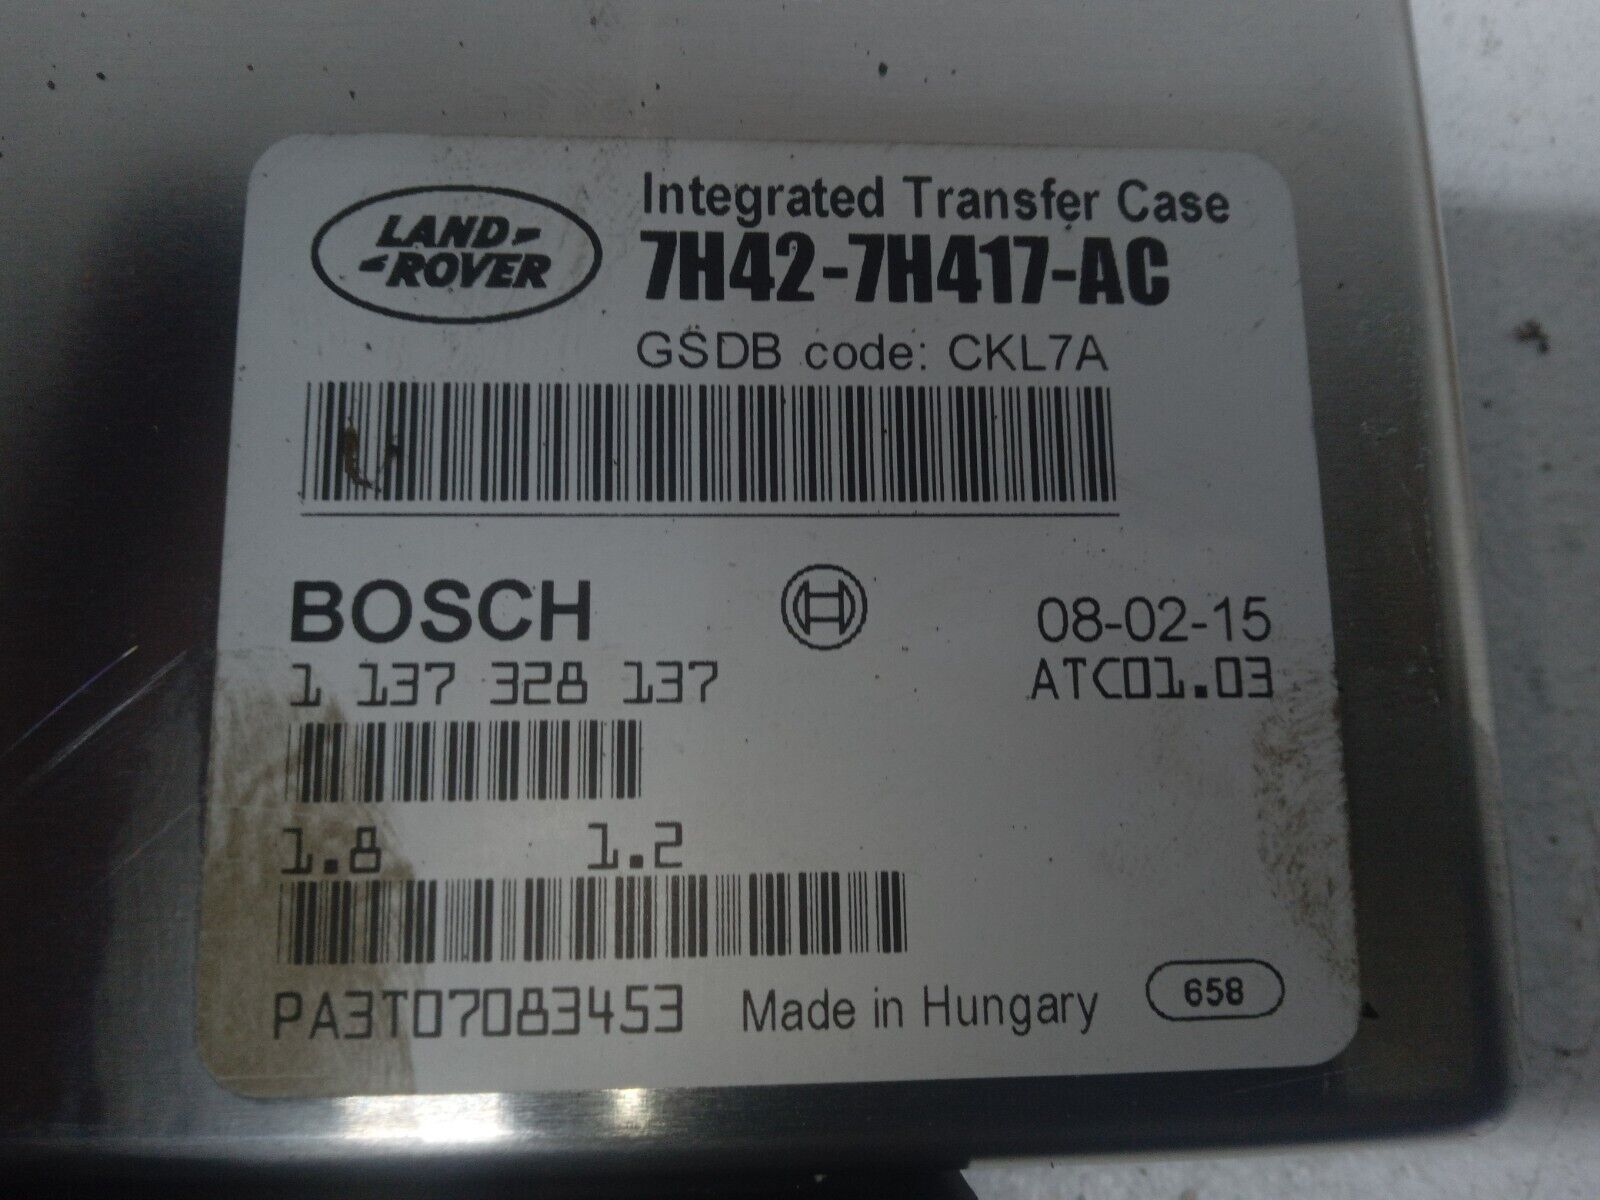 LAND-
-ROVER
Integrated Transfer Case
7H42-7H417-AC
GSDB code: CKL7A
BOSCH
08-02-15
1 137 328 137
ATC01.03
1.8 1.2
PA3T07083453
Made in Hungary
658